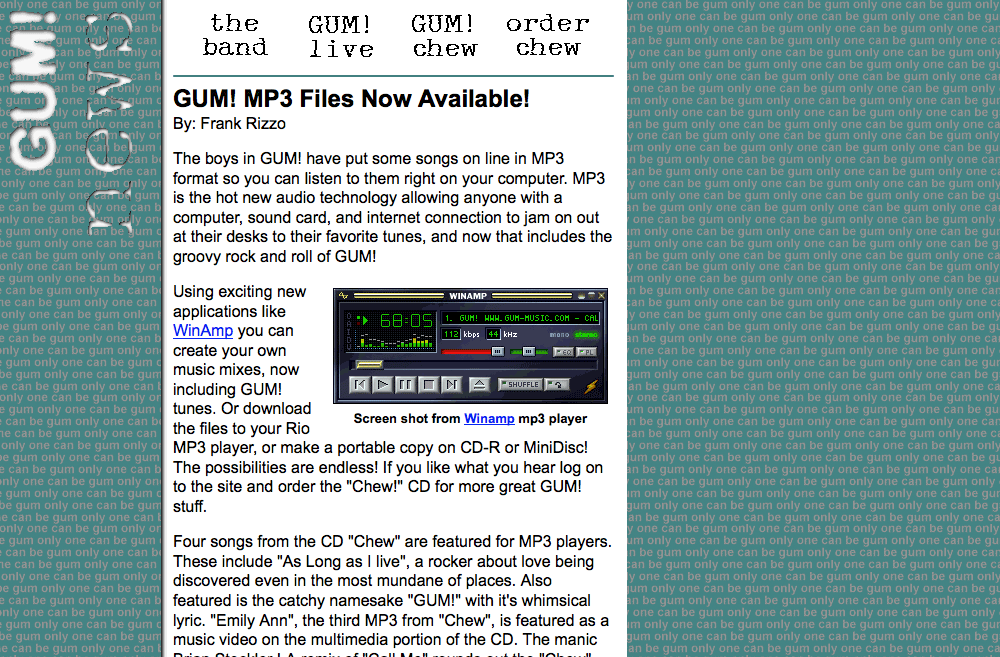 GUM!
news
the band
GUM! live
GUM! chew
order chew
GUM! MP3 Files Now Available!
By: Frank Rizzo
The boys in GUM! have put some songs on line in MP3
format so you can listen to them right on your computer. MP3
is the hot new audio technology allowing anyone with a
computer, sound card, and internet connection to jam on out
at their desks to their favorite tunes, and now that includes the
groovy rock and roll of GUM!
Using exciting new
applications like
WinAmp you can
create your own
music mixes, now
including GUM!
tunes. Or download
the files to your Rio
MP3 player, or make a portable copy on CD-R or MiniDisc!
The possibilities are endless! If you like what you hear log on
to the site and order the "Chew!" CD for more great GUM!
stuff.
WINAMP
68:05
1. GUM! WWW.GUM-MUSIC.COM - CAL
112 kbps 44 kHz mono stereo
EQ PL
SHUFFLE
Screen shot from Winamp mp3 player
Four songs from the CD "Chew" are featured for MP3 players.
These include "As Long as I live", a rocker about love being
discovered even in the most mundane of places. Also
featured is the catchy namesake "GUM!" with it's whimsical
lyric. "Emily Ann", the third MP3 from "Chew", is featured as a
music video on the multimedia portion of the CD. The manic
only one can be gum only one can be gum only one can be gum